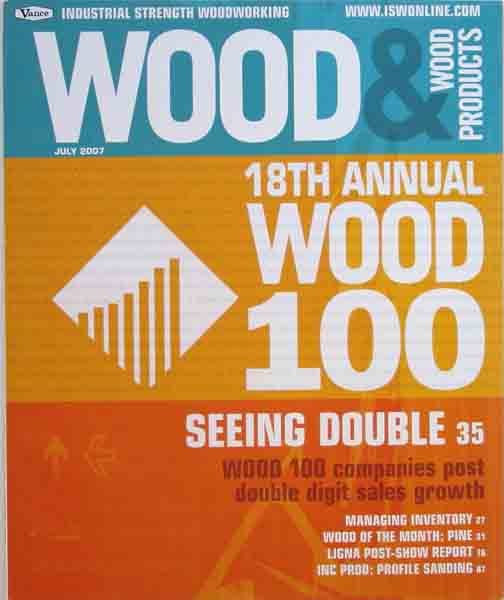 Vance INDUSTRIAL STRENGTH WOODWORKING WWW.ISWONLINE.COM
WOOD & WOOD PRODUCTS
JULY 2007
18TH ANNUAL
WOOD
100
SEEING DOUBLE 35
WOOD 100 companies post
double digit sales growth
MANAGING INVENTORY 27
WOOD OF THE MONTH: PINE 31
LIGNA POST-SHOW REPORT 16
INC PROD: PROFILE SANDING 67